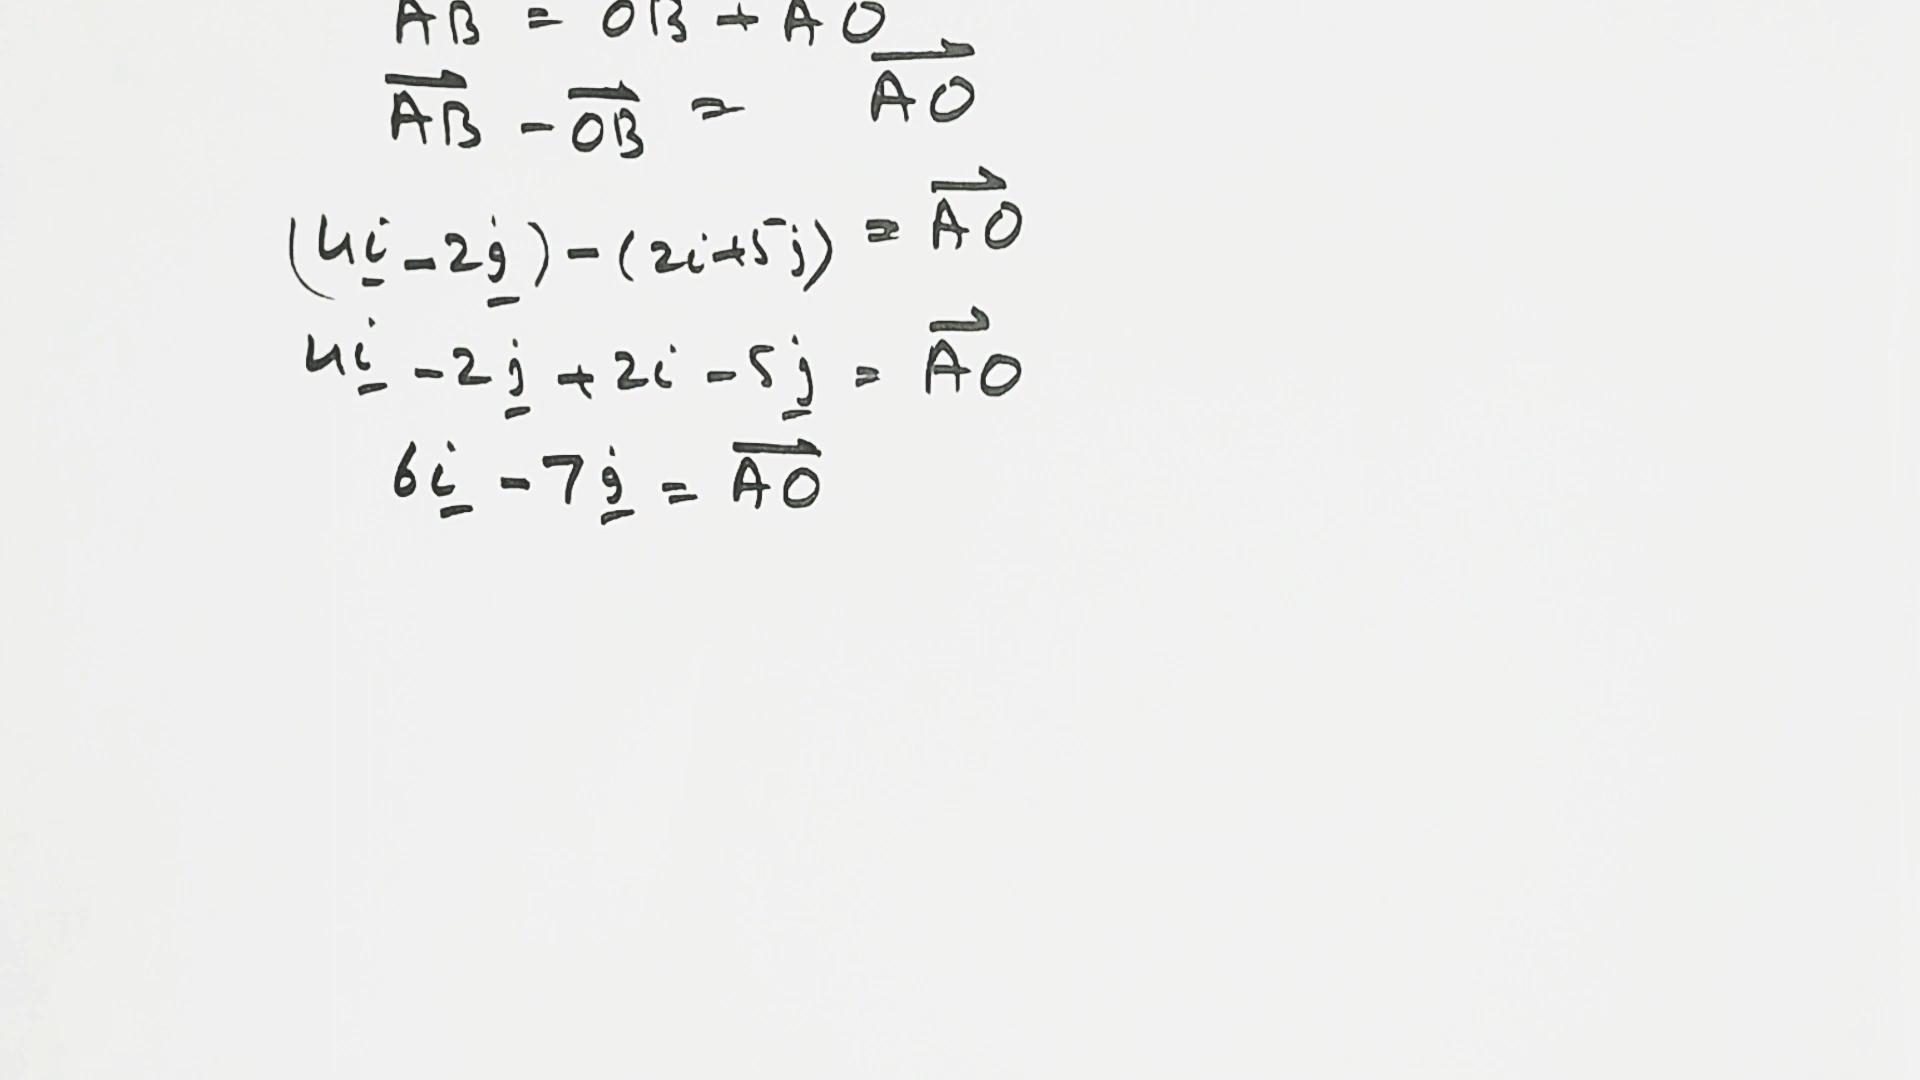 AB = OB + AO
AB - OB = AO
(4i - 2j) - (2i + 5j) = AO
4i - 2j + 2i - 5j = AO
6i - 7j = AO